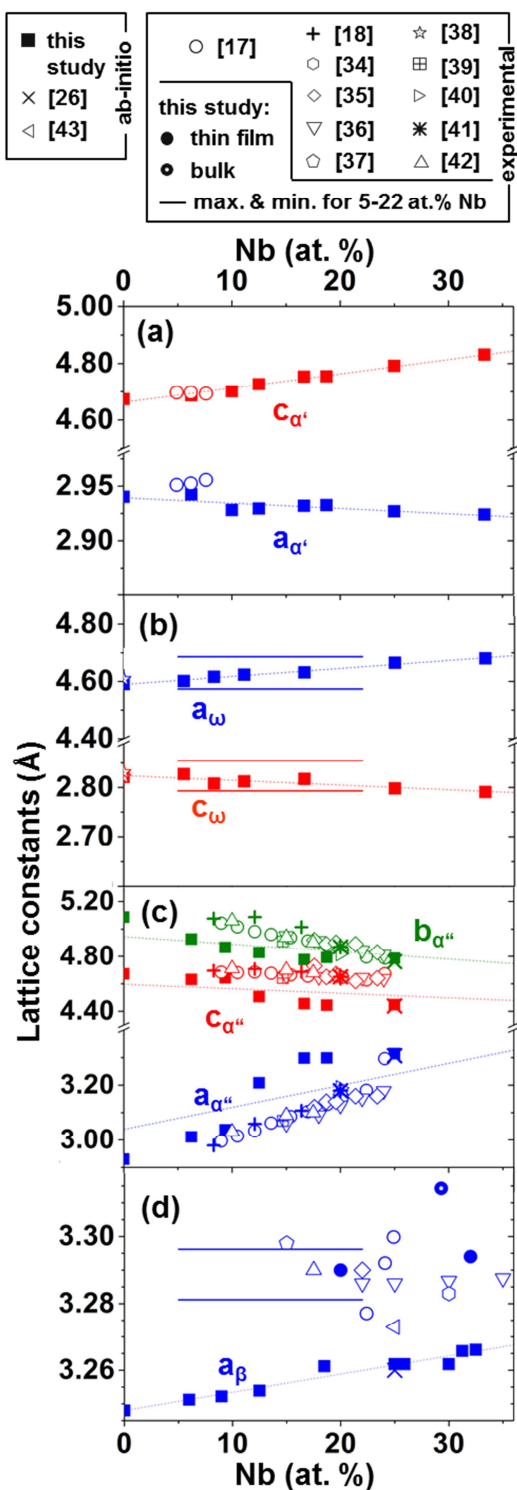 this study
[26]
[43]
ab-initio
[17]
this study:
thin film
bulk
[18]
[34]
[35]
[36]
[37]
[38]
[39]
[40]
[41]
[42]
experimental
max. & min. for 5-22 at.% Nb
Nb (at. %)
0 10 20 30
5.00
(a)
4.80
cα‘
4.60
2.95
aα‘
2.90
(b)
4.80
4.60
aω
4.40
2.80
cω
2.70
(c)
5.20
bα“
4.80
4.40
cα“
aα“
3.20
3.00
(d)
3.30
3.28
aβ
3.26
Lattice constants (Å)
0 10 20 30
Nb (at. %)